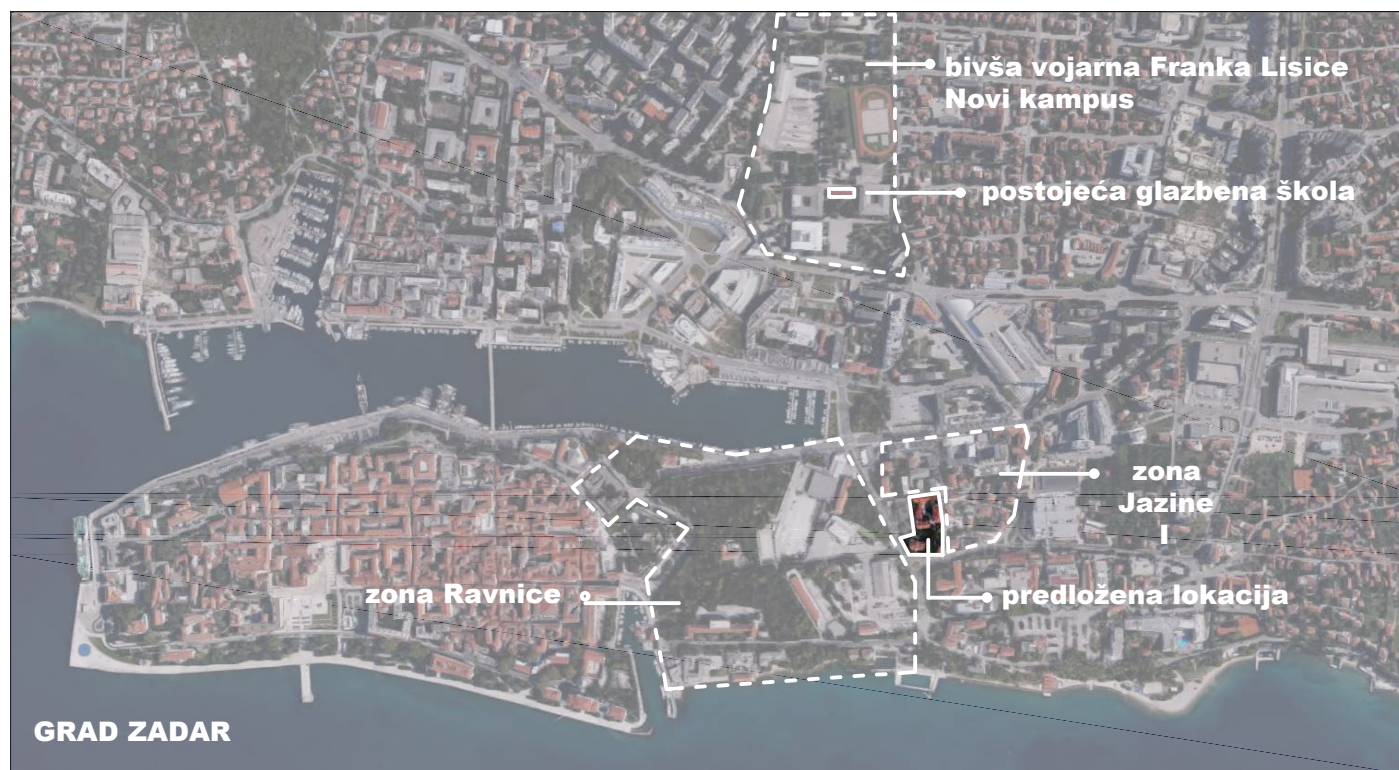 bivša vojarna Franka Lisice
Novi kampus
postojeća glazbena škola
zona
Jazine
I
zona Ravnice
predložena lokacija
GRAD ZADAR